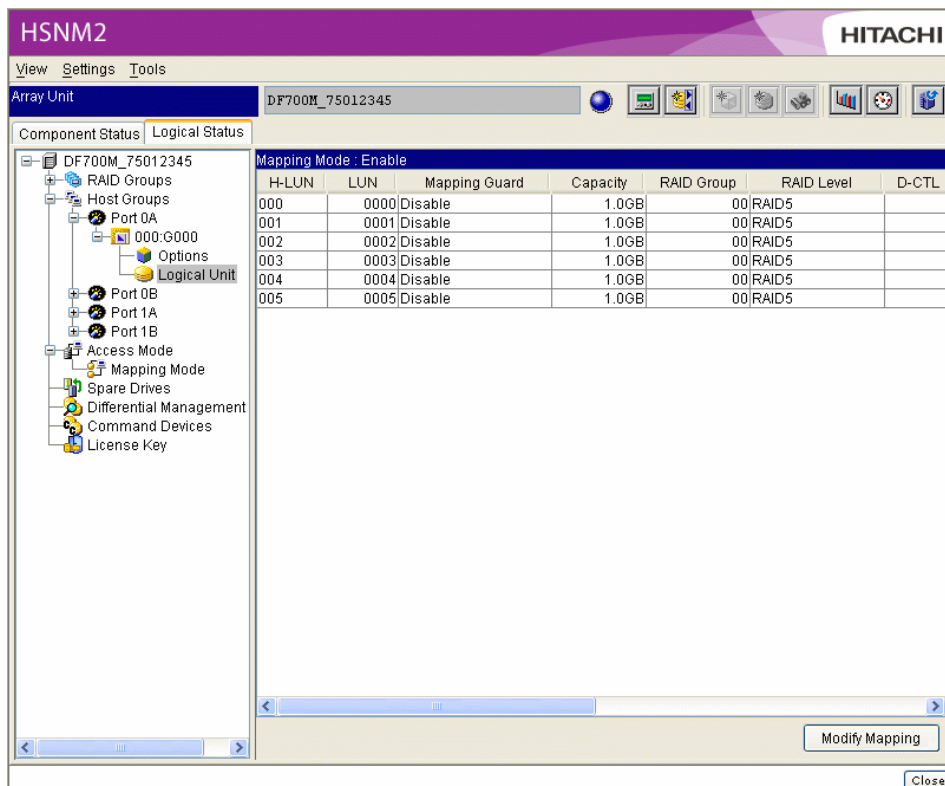 HSNM2
HITACHI
View Settings Tools
Array Unit
DF700M_75012345
Component Status Logical Status
DF700M_75012345
RAID Groups
Host Groups
Port 0A
000:G000
Options
Logical Unit
Port 0B
Port 1A
Port 1B
Access Mode
Mapping Mode
Spare Drives
Differential Management
Command Devices
License Key
Mapping Mode : Enable
H-LUN LUN Mapping Guard Capacity RAID Group RAID Level D-CTL
000 0000 Disable 1.0GB 00 RAID5
001 0001 Disable 1.0GB 00 RAID5
002 0002 Disable 1.0GB 00 RAID5
003 0003 Disable 1.0GB 00 RAID5
004 0004 Disable 1.0GB 00 RAID5
005 0005 Disable 1.0GB 00 RAID5
Modify Mapping
Close